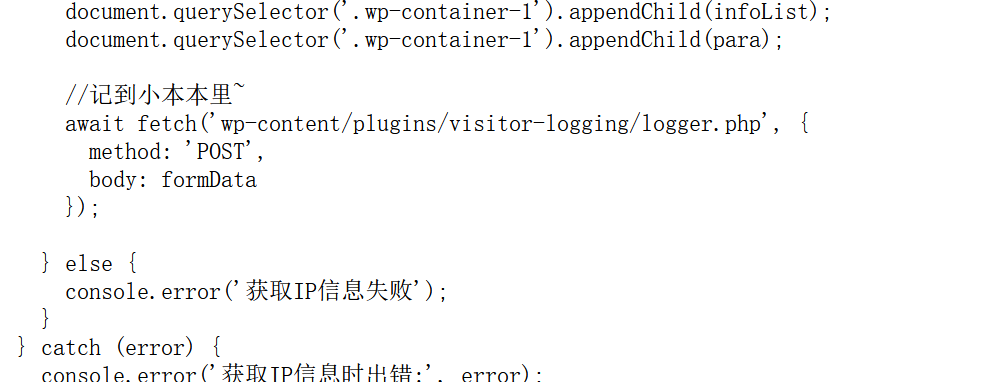 document.querySelector('.wp-container-1').appendChild(infoList);
document.querySelector('.wp-container-1').appendChild(para);
//记到小本本里~
await fetch('wp-content/plugins/visitor-logging/logger.php', {
method: 'POST',
body: formData
});
} else {
console.error('获取IP信息失败');
}
} catch (error) {
console.error('获取IP信息时出错:', error);